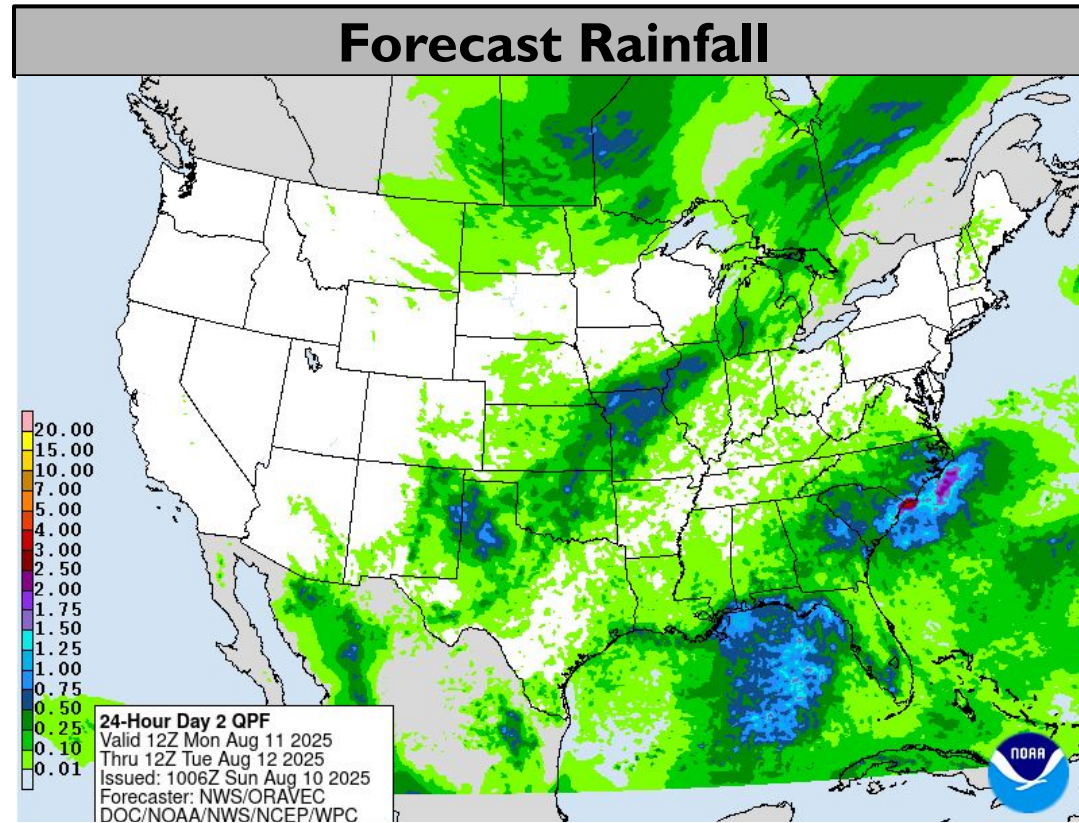 Forecast Rainfall
20.00
15.00
10.00
7.00
5.00
4.00
3.00
2.50
2.00
1.75
1.50
1.25
1.00
0.75
0.50
0.25
0.10
0.01
24-Hour Day 2 QPF
Valid 12Z Mon Aug 11 2025
Thru 12Z Tue Aug 12 2025
Issued: 1006Z Sun Aug 10 2025
Forecaster: NWS/ORAVEC
DOC/NOAA/NWS/NCEP/WPC
NOAA